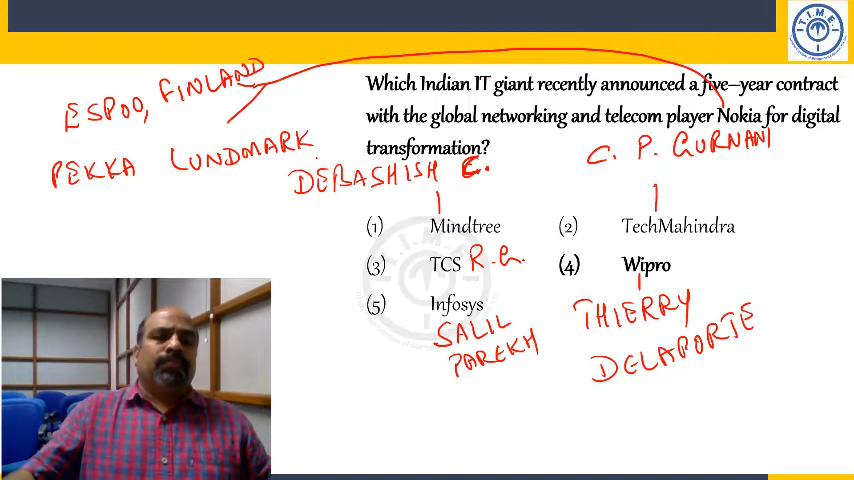 T.I.M.E.
ESPOO, FINLAND
PEKKA LUNDMARK
Which Indian IT giant recently announced a five–year contract
with the global networking and telecom player Nokia for digital
transformation?
C. P. GURNANI
DEBASHISH C.
(1) Mindtree (2) TechMahindra
(3) TCS R.G. (4) Wipro
(5) Infosys
SALIL
PAREKH
THIERRY
DELAPORTE